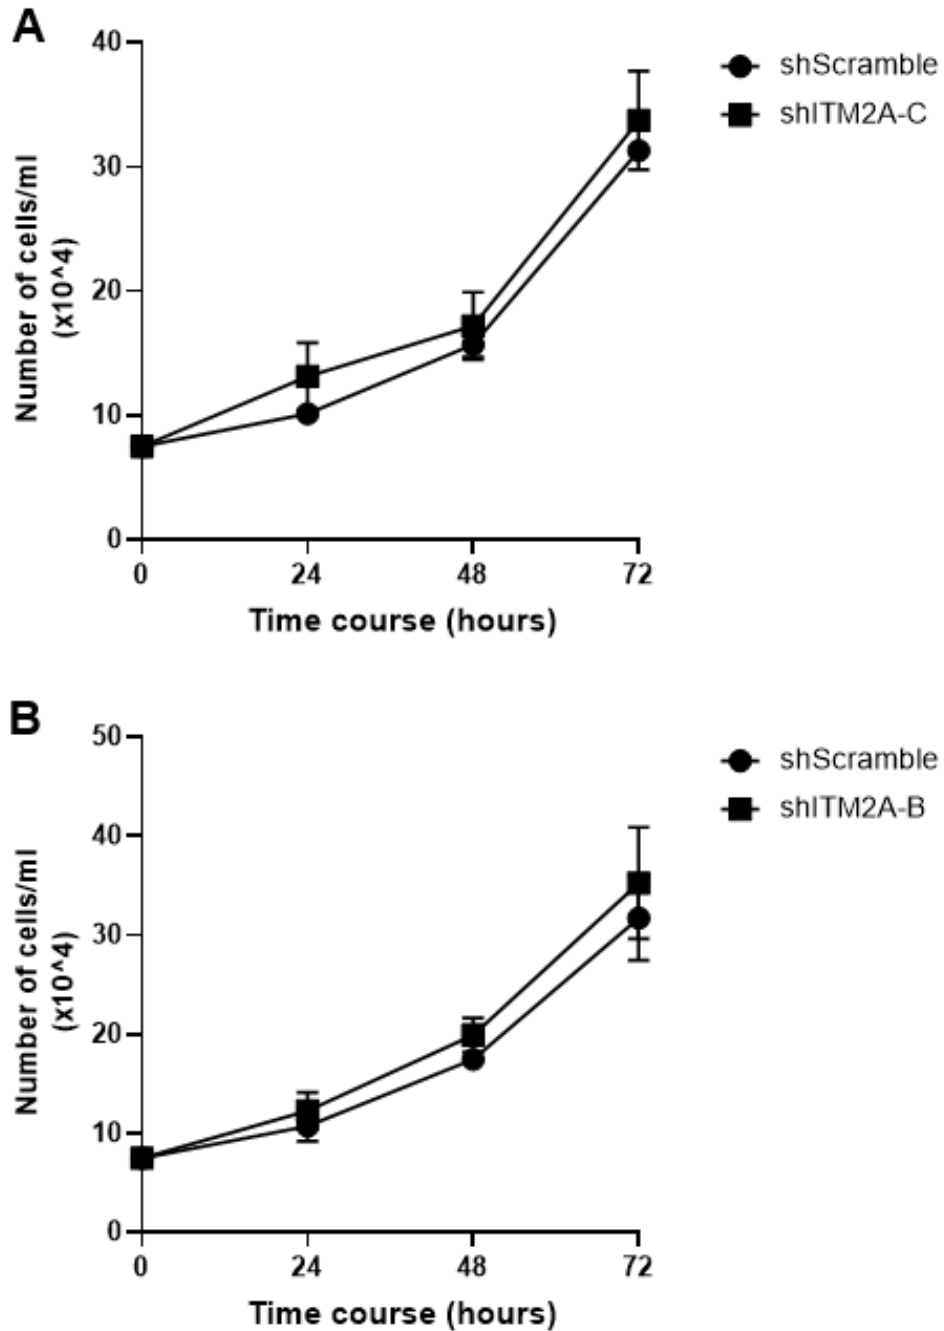 A
40
30
20
10
0
Number of cells/ml
(x10^4)
0 24 48 72
Time course (hours)
shScramble
shITM2A-C
B
50
40
30
20
10
0
Number of cells/ml
(x10^4)
0 24 48 72
Time course (hours)
shScramble
shITM2A-B